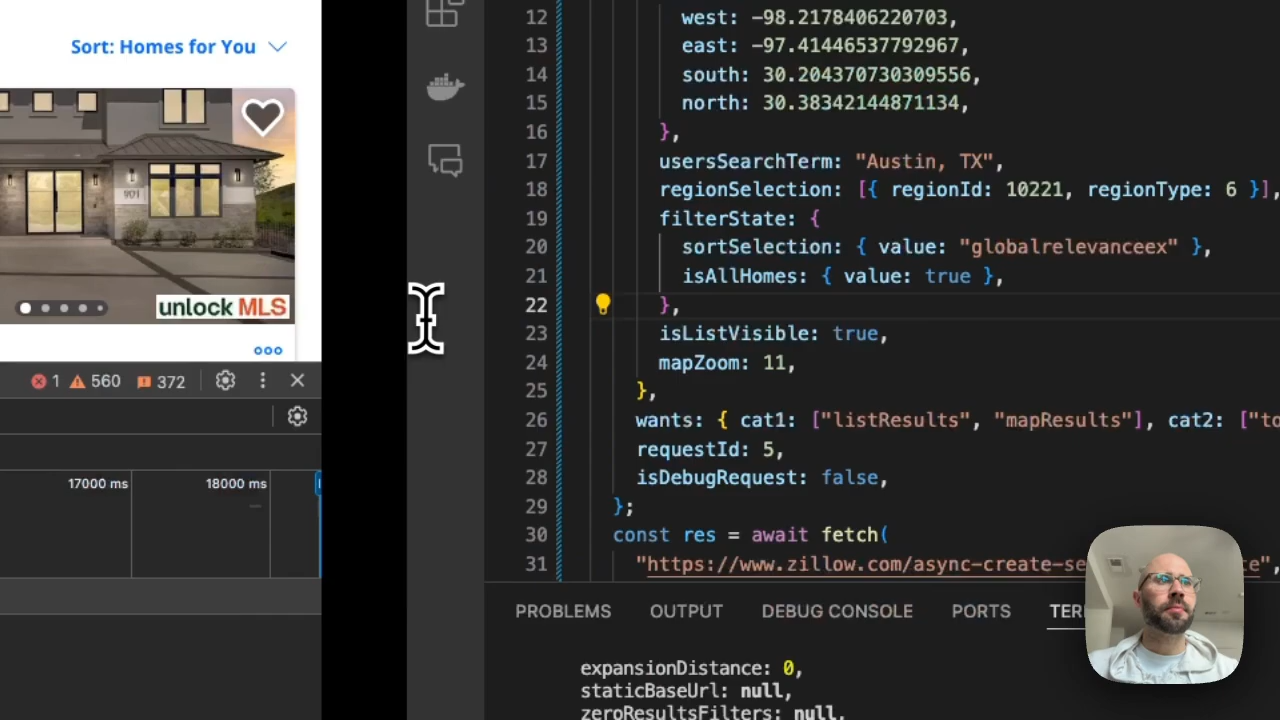 Sort: Homes for You
901
unlock MLS
1 560 372
17000 ms 18000 ms
12 west: -98.2178406220703,
13 east: -97.41446537792967,
14 south: 30.204370730309556,
15 north: 30.38342144871134,
16 },
17 usersSearchTerm: "Austin, TX",
18 regionSelection: [{ regionId: 10221, regionType: 6 }],
19 filterState: {
20 sortSelection: { value: "globalrelevanceex" },
21 isAllHomes: { value: true },
22 },
23 isListVisible: true,
24 mapZoom: 11,
25 },
26 wants: { cat1: ["listResults", "mapResults"], cat2: ["to
27 requestId: 5,
28 isDebugRequest: false,
29 };
30 const res = await fetch(
31 "https://www.zillow.com/async-create-se e",
PROBLEMS OUTPUT DEBUG CONSOLE PORTS TER
expansionDistance: 0,
staticBaseUrl: null,
zeroResultsFilters: null,